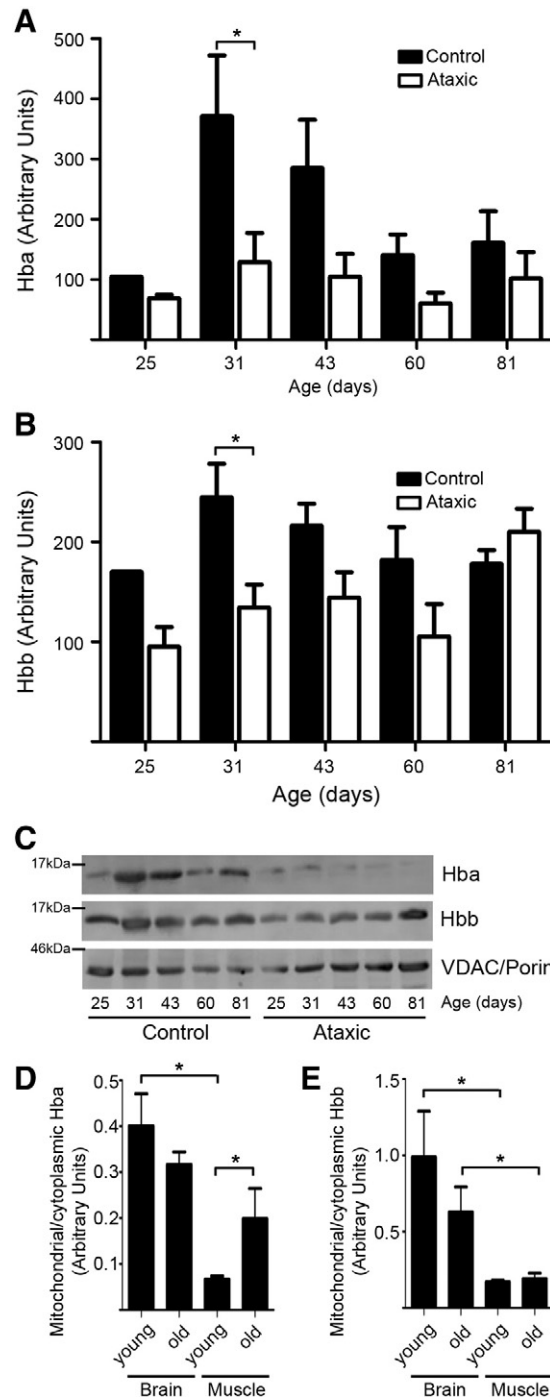 A
500
400
300
200
100
Hba (Arbitrary Units)
*
Control
Ataxic
25 31 43 60 81
Age (days)
B
300
200
100
Hbb (Arbitrary Units)
*
Control
Ataxic
25 31 43 60 81
Age (days)
C
17kDa
Hba
17kDa
Hbb
46kDa
VDAC/Porin
25 31 43 60 81 25 31 43 60 81 Age (days)
Control Ataxic
D
0.5
0.4
0.3
0.2
0.1
Mitochondrial/cytoplasmic Hba
(Arbitrary Units)
*
*
young old young old
Brain Muscle
E
1.5
1.0
0.5
Mitochondrial/cytoplasmic Hbb
(Arbitrary Units)
*
*
young old young old
Brain Muscle